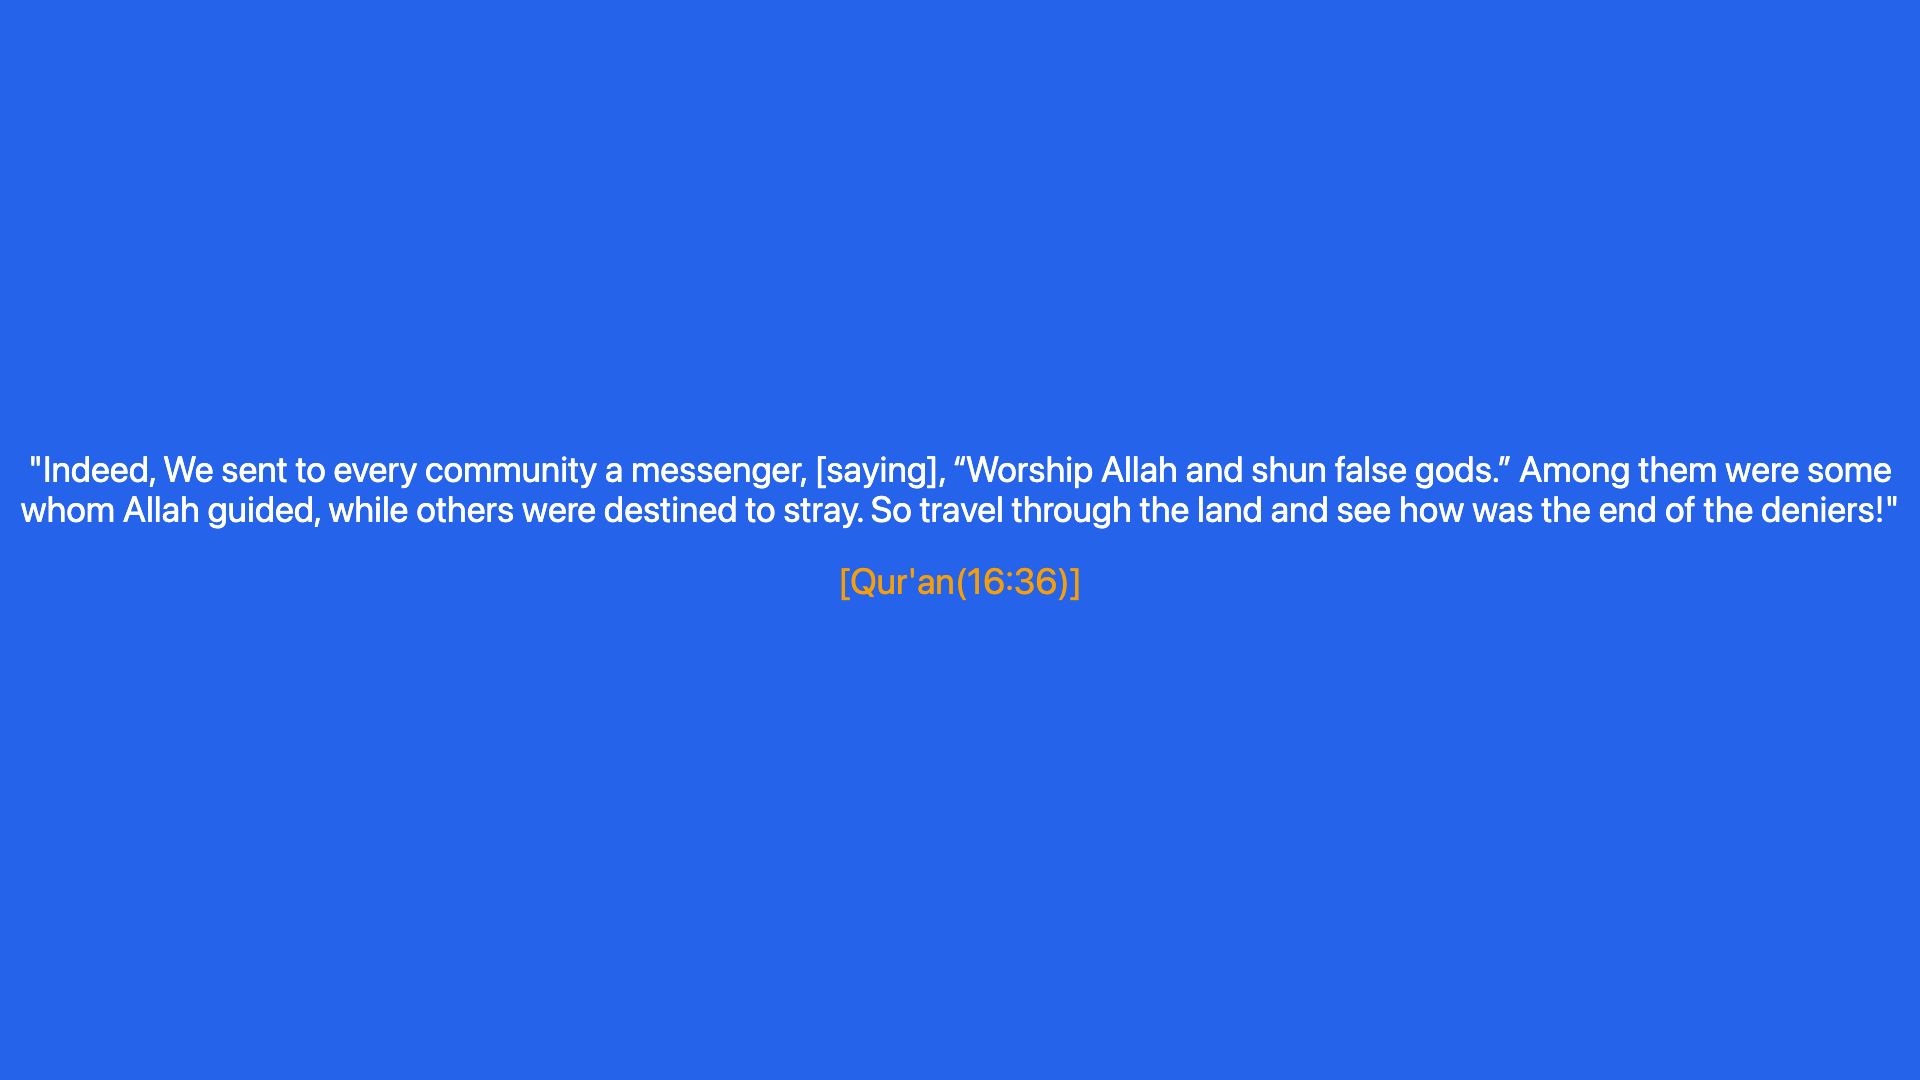 "Indeed, We sent to every community a messenger, [saying], “Worship Allah and shun false gods.” Among them were some
whom Allah guided, while others were destined to stray. So travel through the land and see how was the end of the deniers!"
[Qur'an(16:36)]